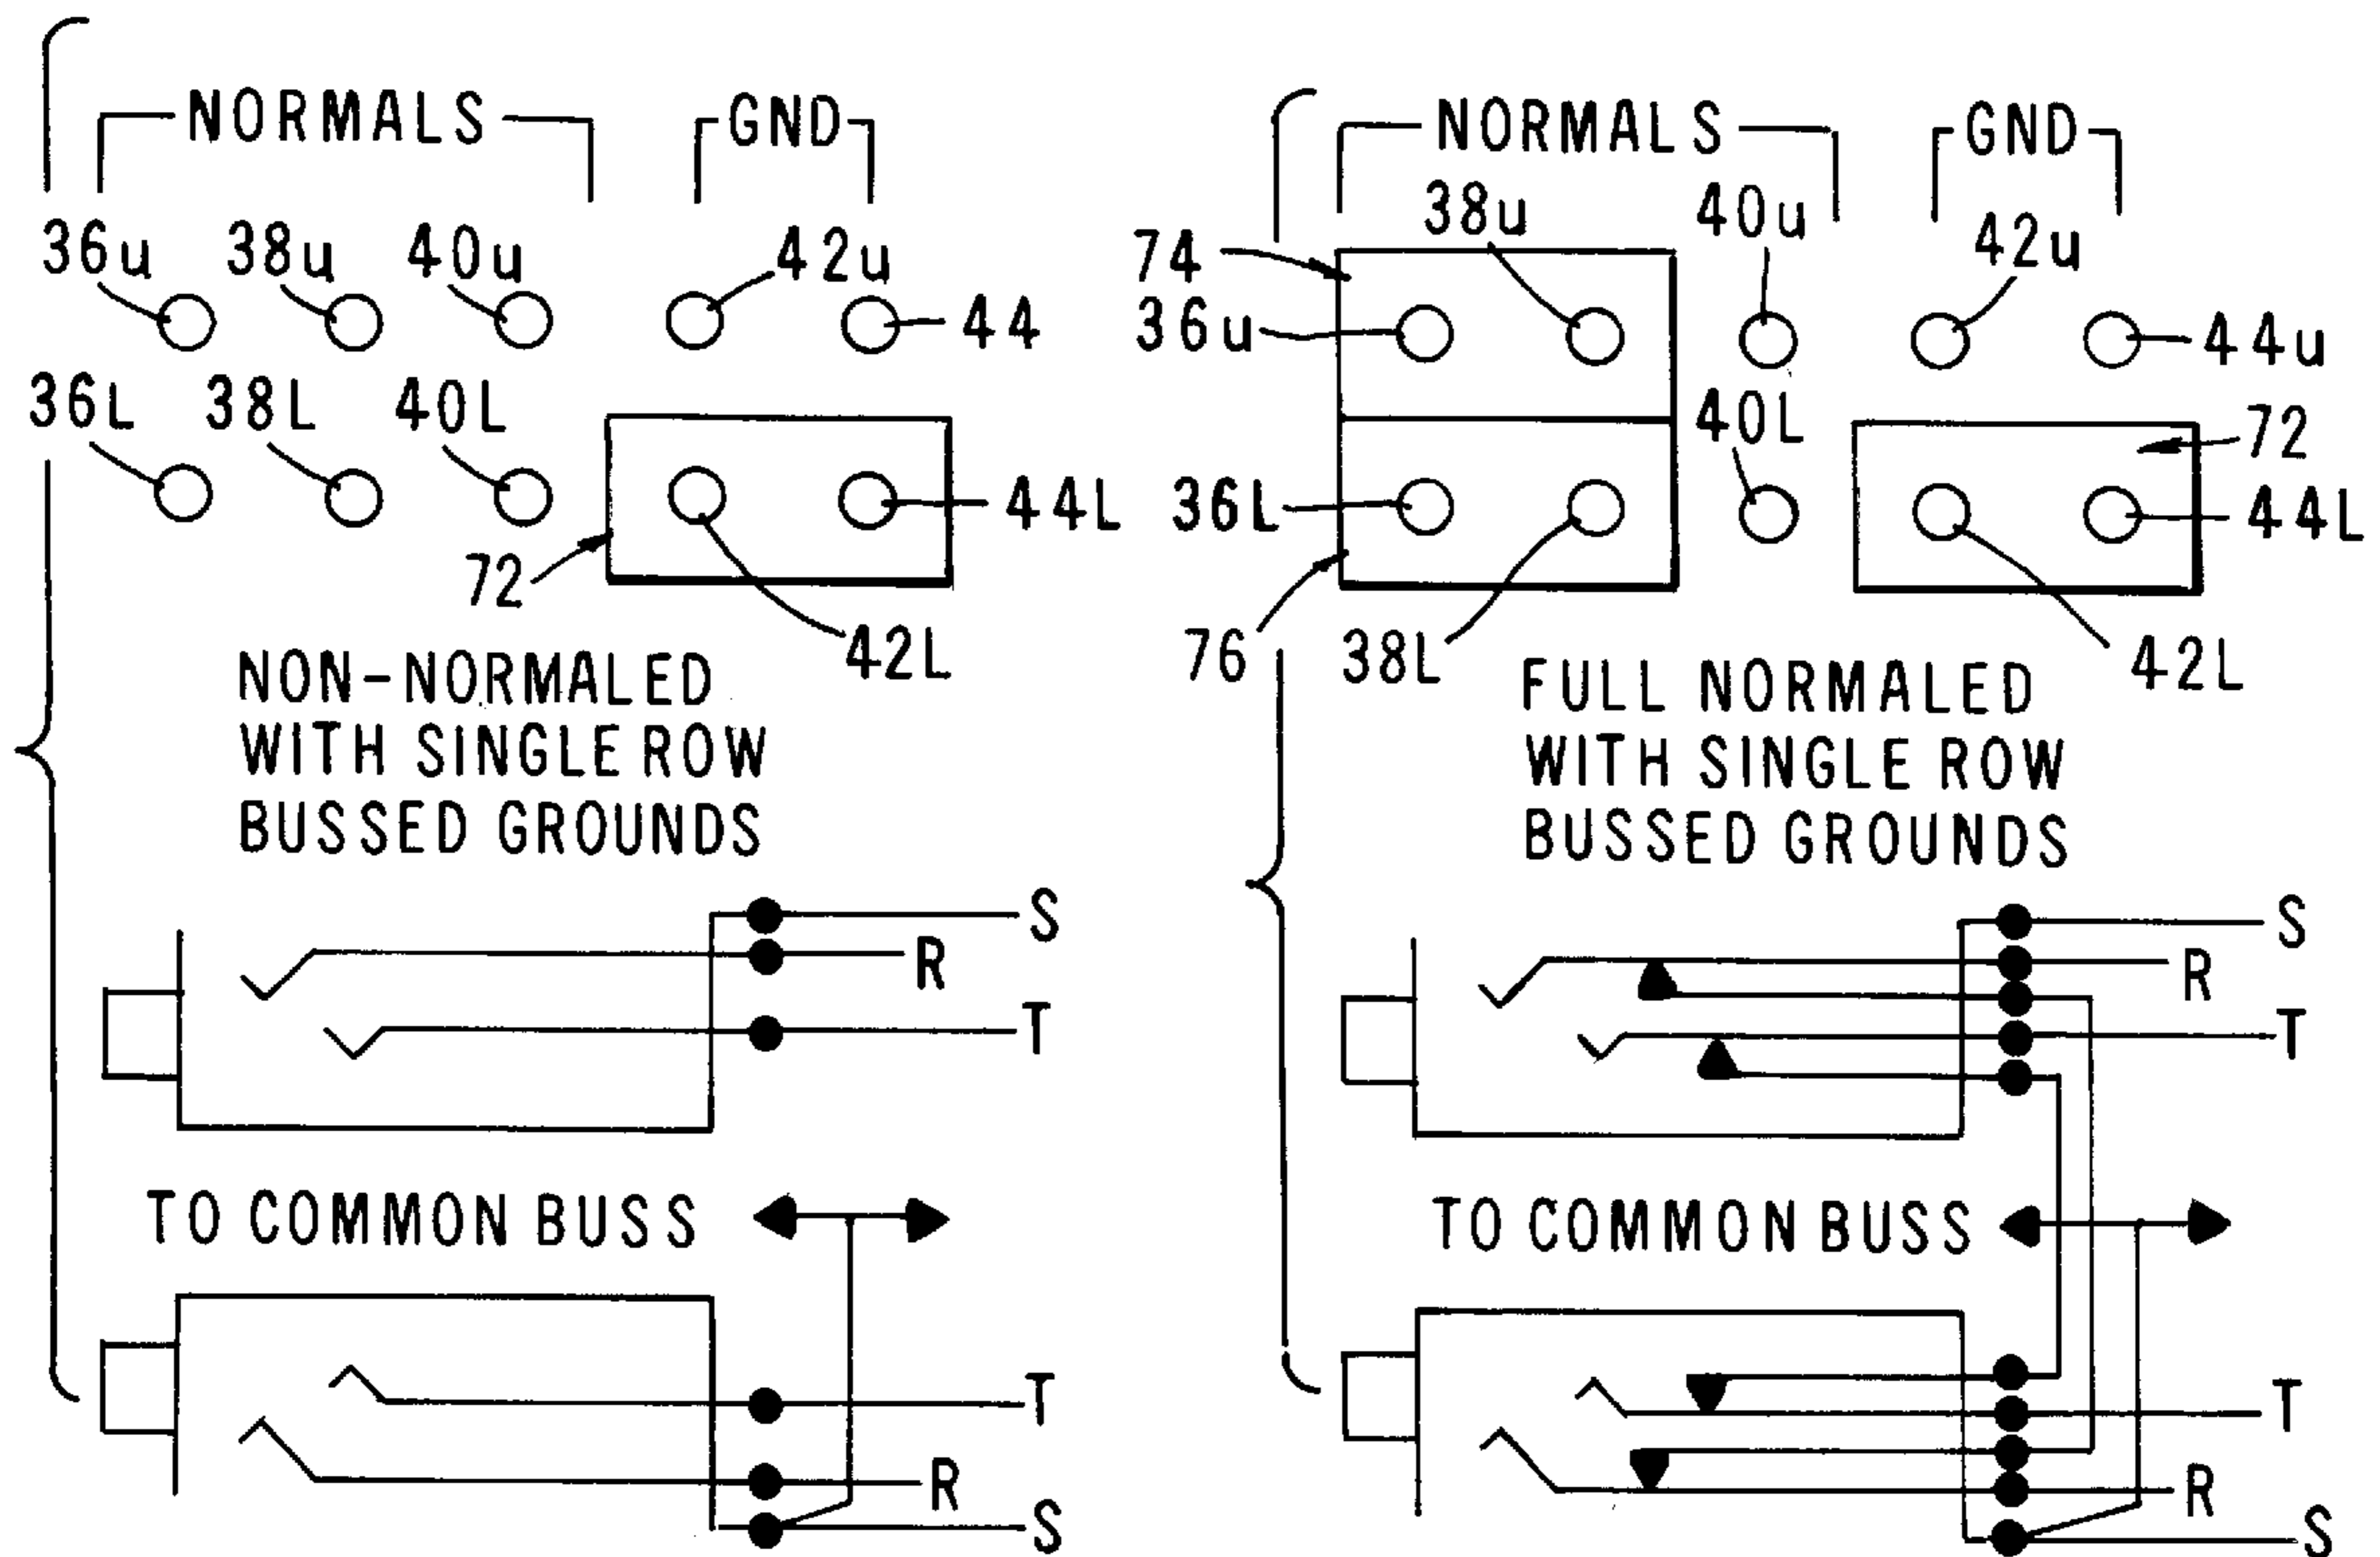 NORMALS
GND
36u
38u
40u
42u
44
36L
38L
40L
44L
72
42L
NON-NORMALED
WITH SINGLE ROW
BUSSED GROUNDS
S
R
T
TO COMMON BUSS
T
R
S
NORMALS
GND
38u
40u
42u
74
36u
44u
40L
72
36L
44L
76
38L
42L
FULL NORMALED
WITH SINGLE ROW
BUSSED GROUNDS
S
R
T
TO COMMON BUSS
T
R
S